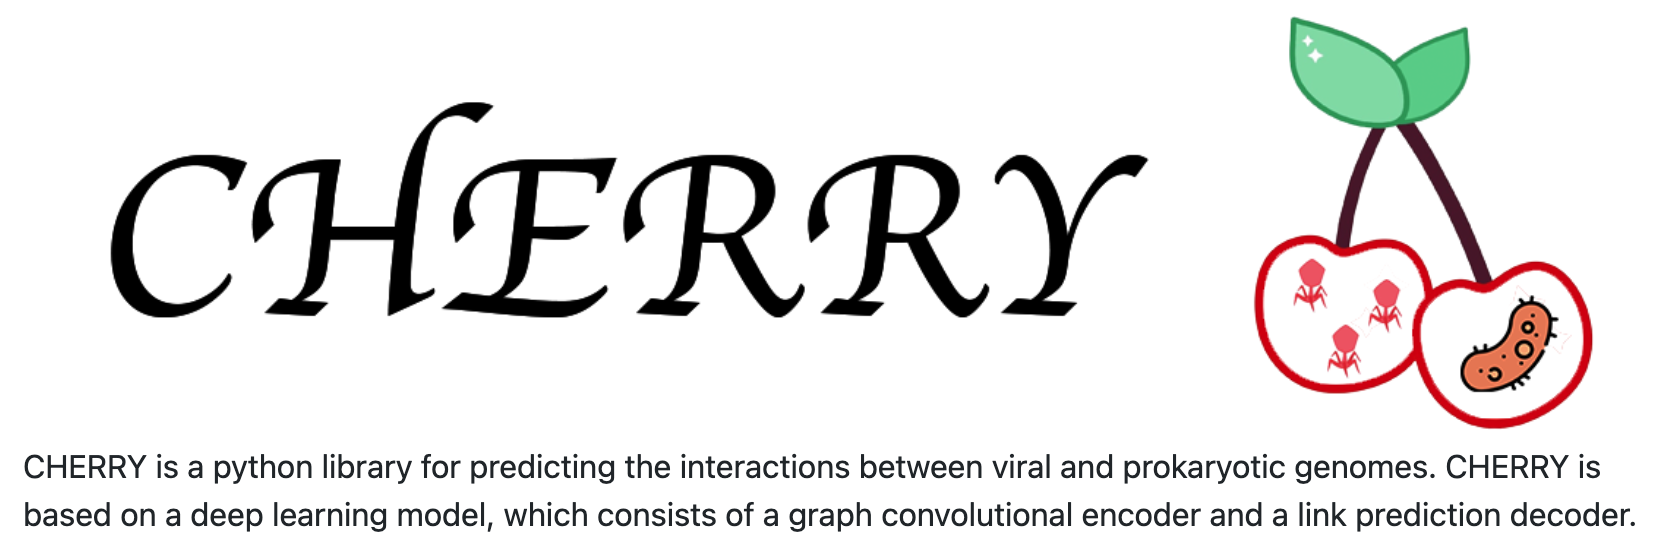 CHERRY
CHERRY is a python library for predicting the interactions between viral and prokaryotic genomes. CHERRY is
based on a deep learning model, which consists of a graph convolutional encoder and a link prediction decoder.